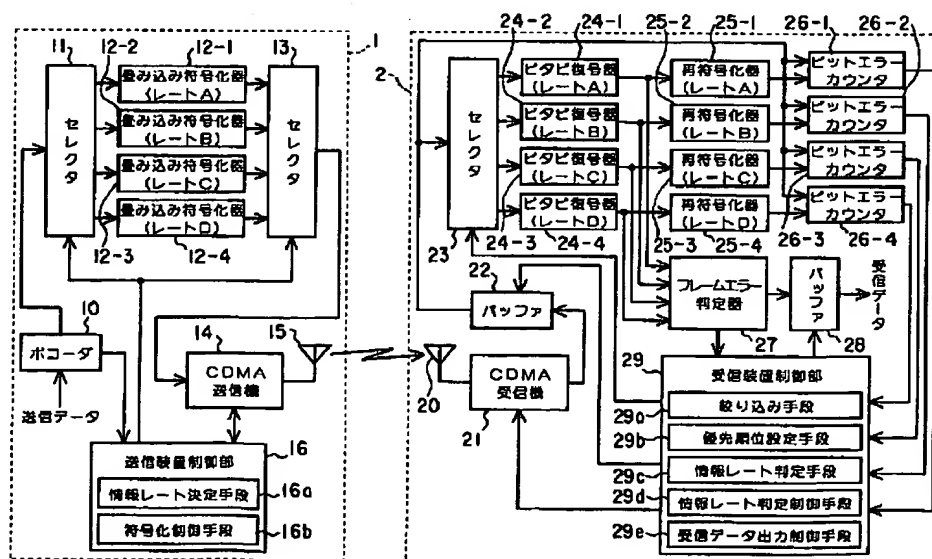 1
11
12-2
12-1
13
セレクタ
畳み込み符号化器
(レートA)
畳み込み符号化器
(レートB)
畳み込み符号化器
(レートC)
畳み込み符号化器
(レートD)
セレクタ
12-3
12-4
10
ボコーダ
送信データ
14
CDMA
送信機
15
16
送信装置制御部
情報レート決定手段
16a
符号化制御手段
16b
2
24-2
24-1
25-2
25-1
26-1
26-2
セレクタ
23
ビタビ復号器
(レートA)
ビタビ復号器
(レートB)
ビタビ復号器
(レートC)
ビタビ復号器
(レートD)
24-3
24-4
再符号化器
(レートA)
再符号化器
(レートB)
再符号化器
(レートC)
再符号化器
(レートD)
25-3
25-4
ビットエラー
カウンタ
ビットエラー
カウンタ
ビットエラー
カウンタ
ビットエラー
カウンタ
26-3
26-4
22
バッファ
フレームエラー
判定器
27
バッファ
28
受信データ
20
CDMA
受信機
21
29
受信装置制御部
29a
絞り込み手段
29b
優先順位設定手段
29c
情報レート判定手段
29d
情報レート判定制御手段
29e
受信データ出力制御手段